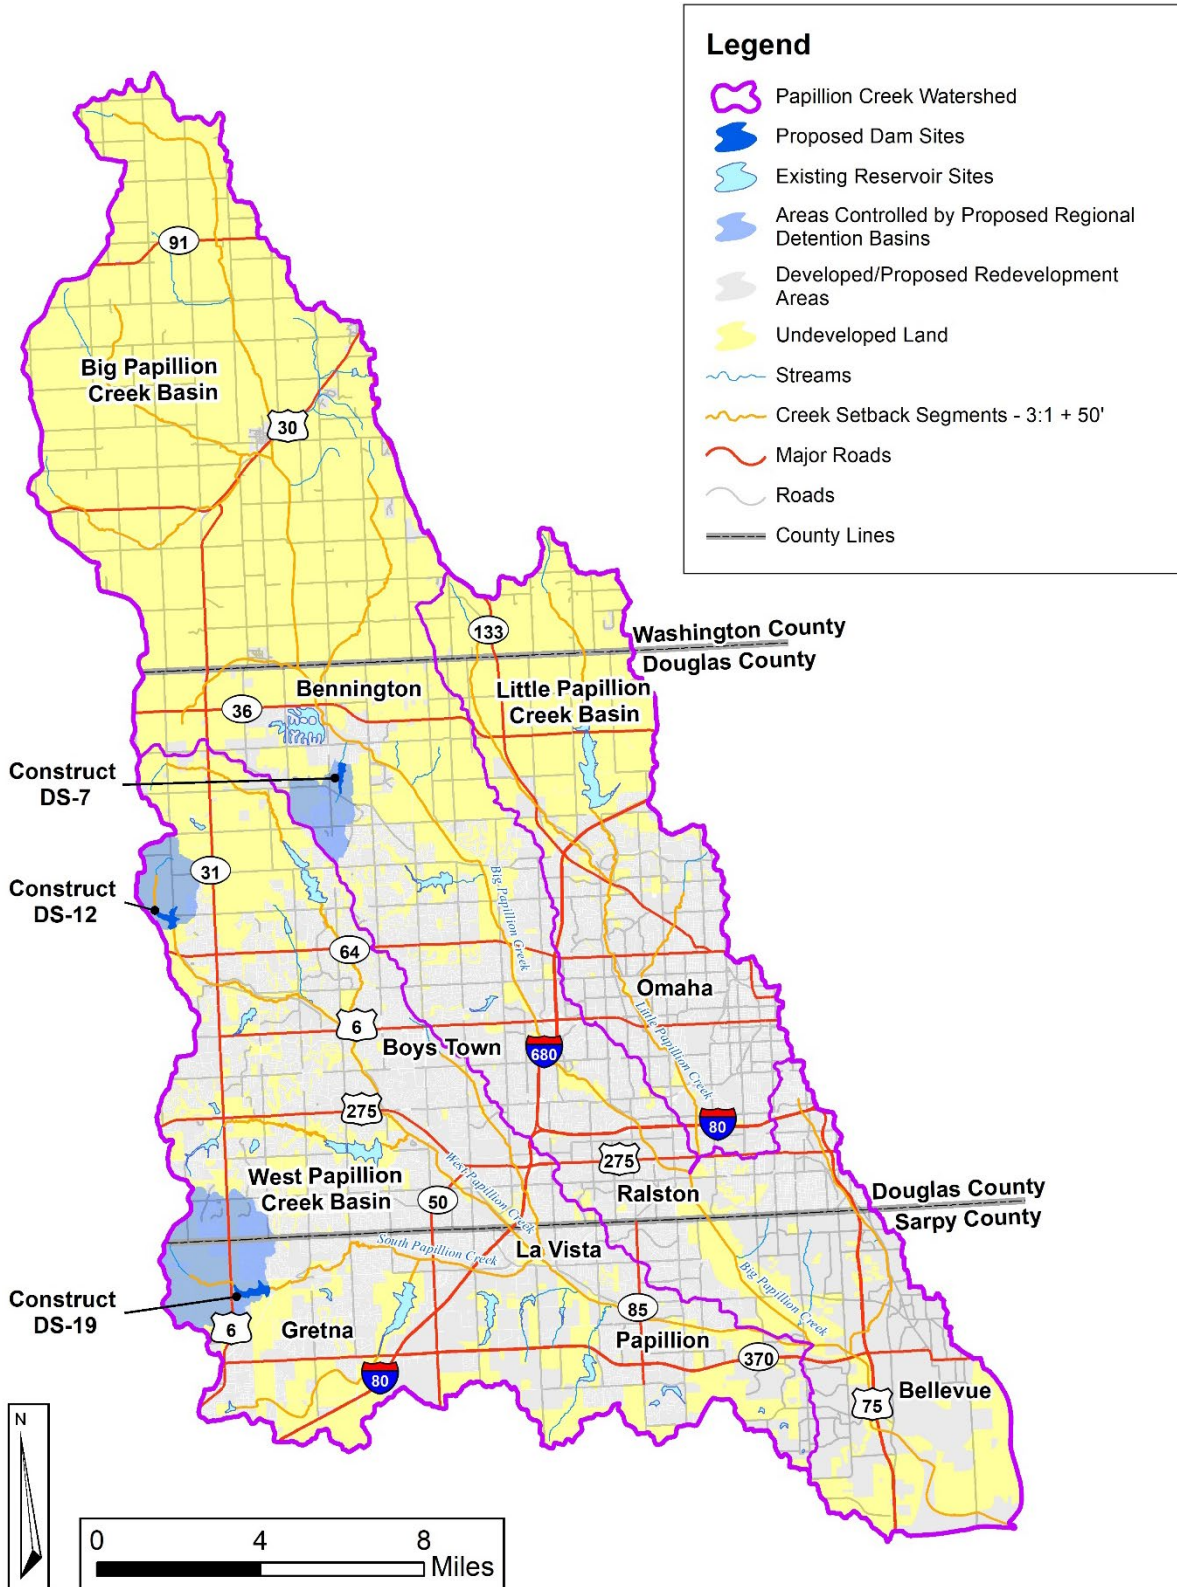 Legend
Papillion Creek Watershed
Proposed Dam Sites
Existing Reservoir Sites
Areas Controlled by Proposed Regional
Detention Basins
Developed/Proposed Redevelopment
Areas
Undeveloped Land
Streams
Creek Setback Segments - 3:1 + 50'
Major Roads
Roads
County Lines
91
Big Papillion
Creek Basin
30
133
Washington County
Douglas County
Bennington
Little Papillion
Creek Basin
36
Construct
DS-7
31
Construct
DS-12
Big Papillion Creek
64
Omaha
Little Papillion Creek
6
Boys Town
680
275
80
West Papillion
Creek Basin
West Papillion Creek
275
Ralston
50
Douglas County
Sarpy County
La Vista
South Papillion Creek
Big Papillion Creek
Construct
DS-19
6
Gretna
85
Papillion
370
80
Bellevue
75
N
0 4 8
Miles